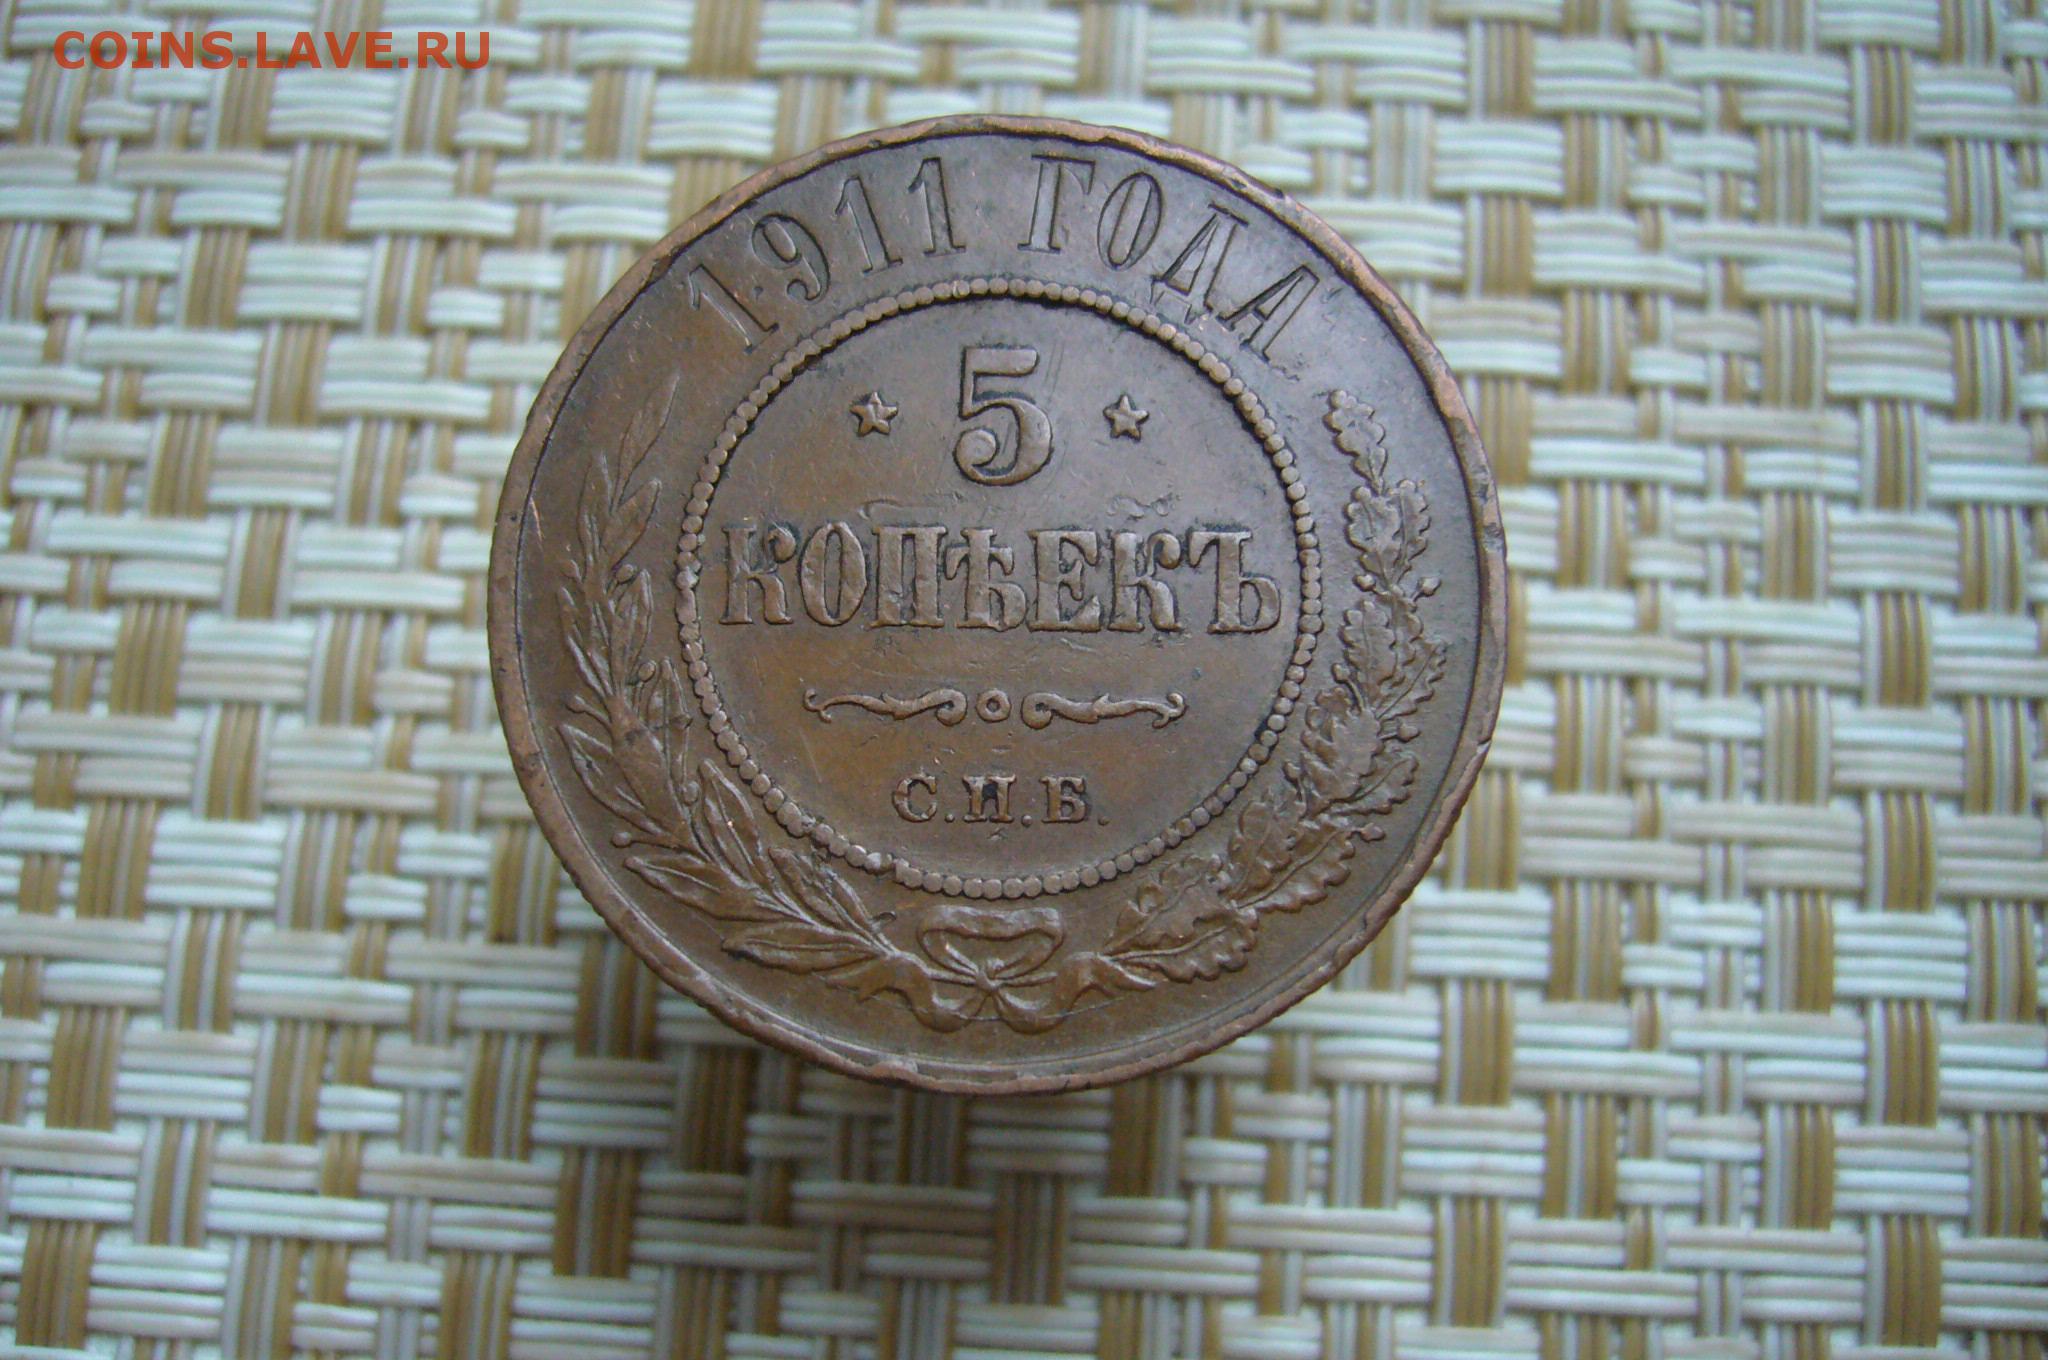 COINS.LAVE.RU
1911 ГОДА
5
КОПѢЕКЪ
С.П.Б.